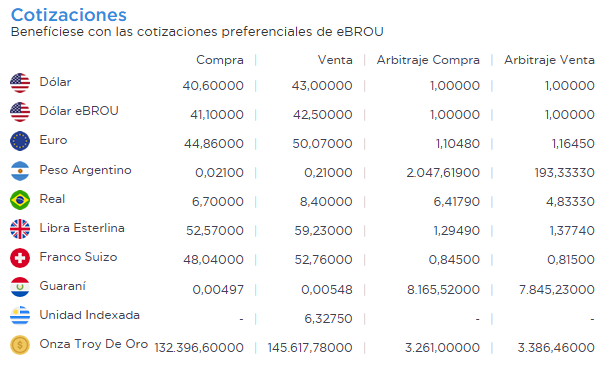 Cotizaciones
Benefíciese con las cotizaciones preferenciales de eBROU
Compra Venta Arbitraje Compra Arbitraje Venta
Dólar 40,60000 43,00000 1,00000 1,00000
Dólar eBROU 41,10000 42,50000 1,00000 1,00000
Euro 44,86000 50,07000 1,10480 1,16450
Peso Argentino 0,02100 0,21000 2.047,61900 193,33330
Real 6,70000 8,40000 6,41790 4,83330
Libra Esterlina 52,57000 59,23000 1,29490 1,37740
Franco Suizo 48,04000 52,76000 0,84500 0,81500
Guaraní 0,00497 0,00548 8.165,52000 7.845,23000
Unidad Indexada - 6,32750 - -
Onza Troy De Oro 132.396,60000 145.617,78000 3.261,00000 3.386,46000